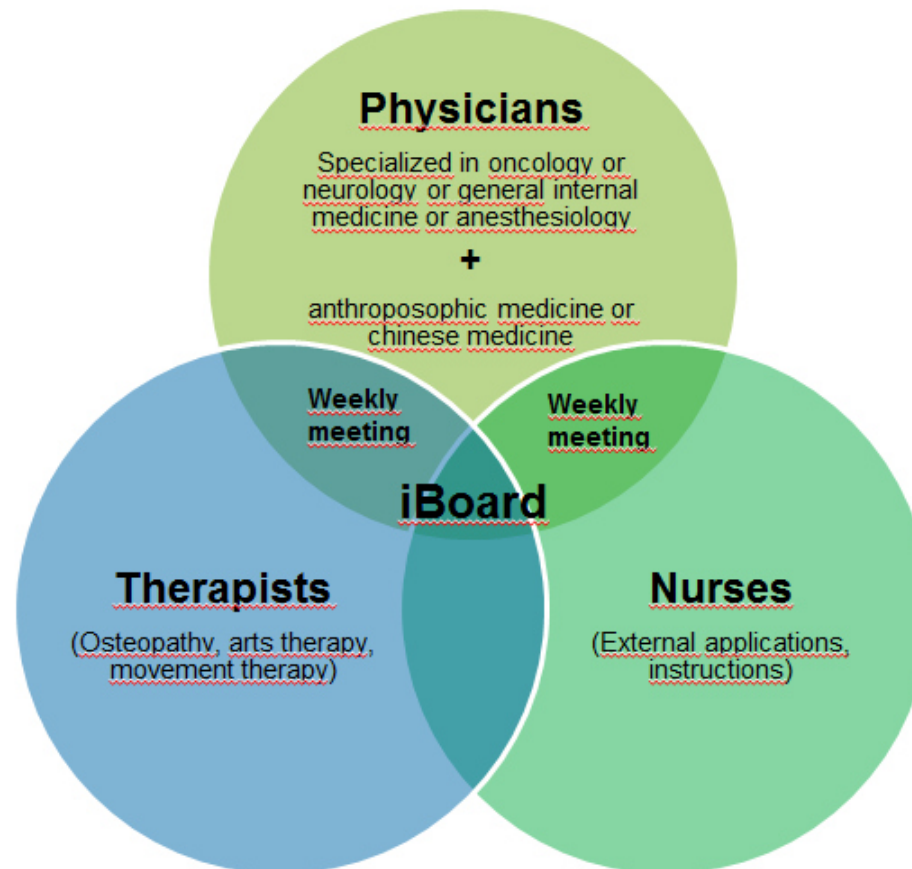 Physicians
Specialized in oncology or
neurology or general internal
medicine or anesthesiology
+
anthroposophic medicine or
chinese medicine
Weekly
meeting
Weekly
meeting
iBoard
Therapists
(Osteopathy, arts therapy,
movement therapy)
Nurses
(External applications,
instructions)